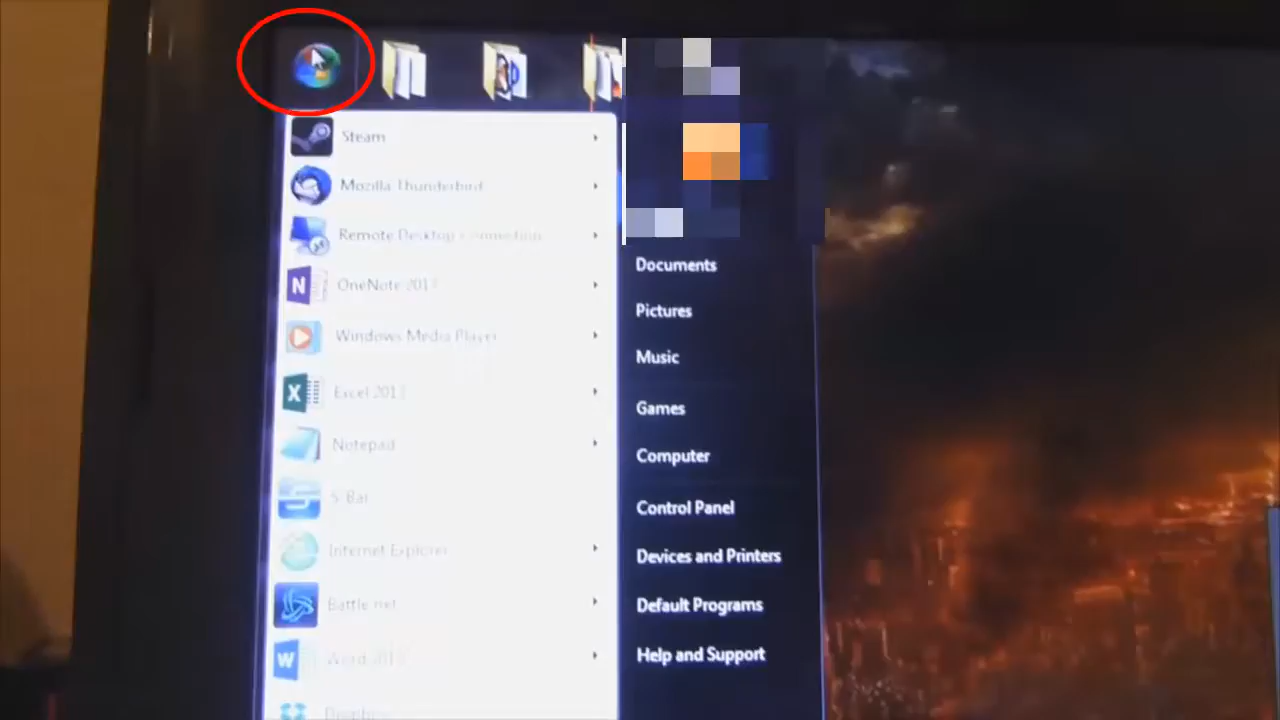 Steam
Mozilla Thunderbird
Remote Desktop Connection
OneNote 2013
Windows Media Player
Excel 2013
Notepad
S-Bar
Internet Explorer
Battle.net
Word 2013
Dropbox
Documents
Pictures
Music
Games
Computer
Control Panel
Devices and Printers
Default Programs
Help and Support